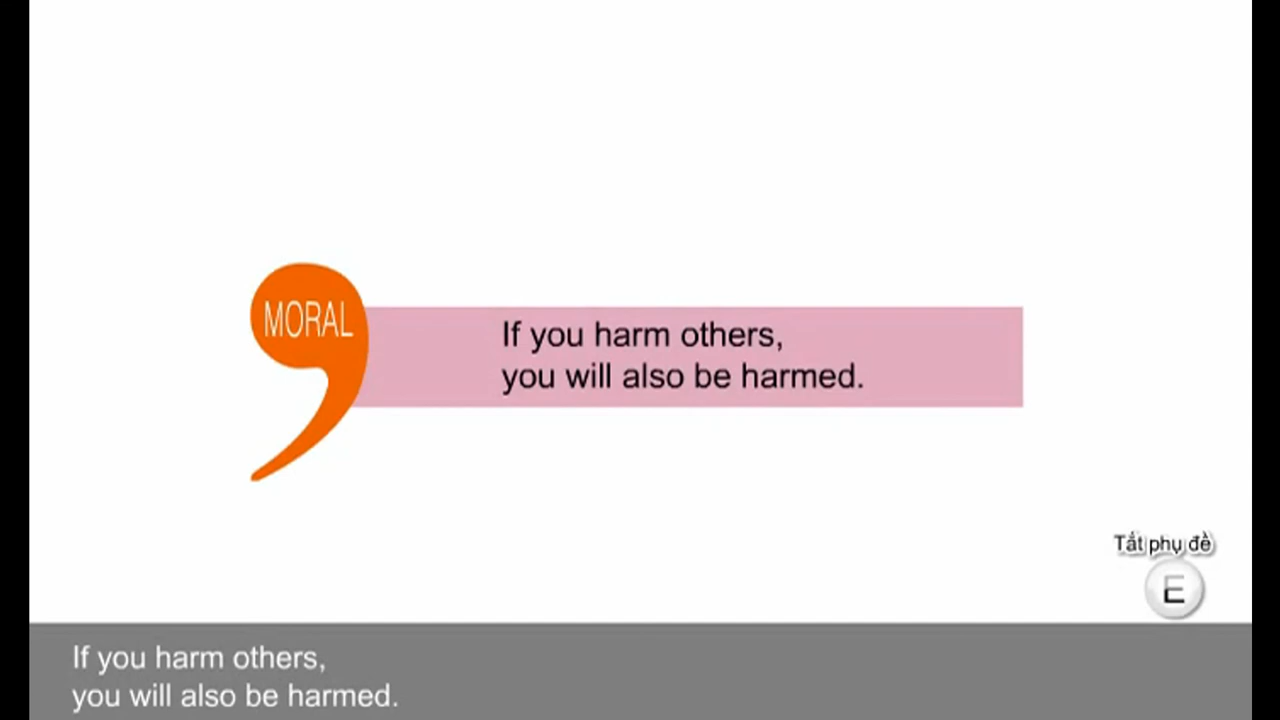 MORAL
If you harm others,
you will also be harmed.
Tắt phụ đề
E
If you harm others,
you will also be harmed.